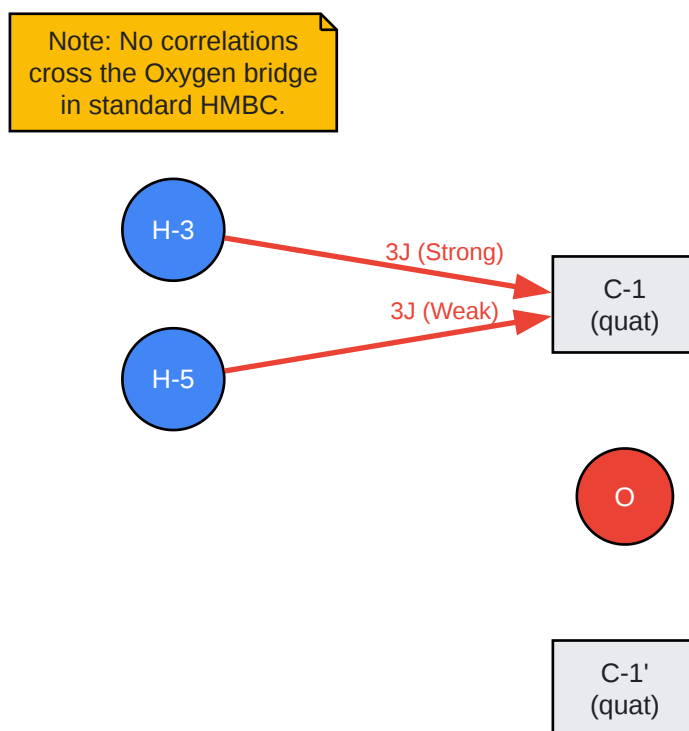 Note: No correlations
cross the Oxygen bridge
in standard HMBC.
H-3
3J (Strong)
C-1
(quat)
3J (Weak)
H-5
O
C-1'
(quat)